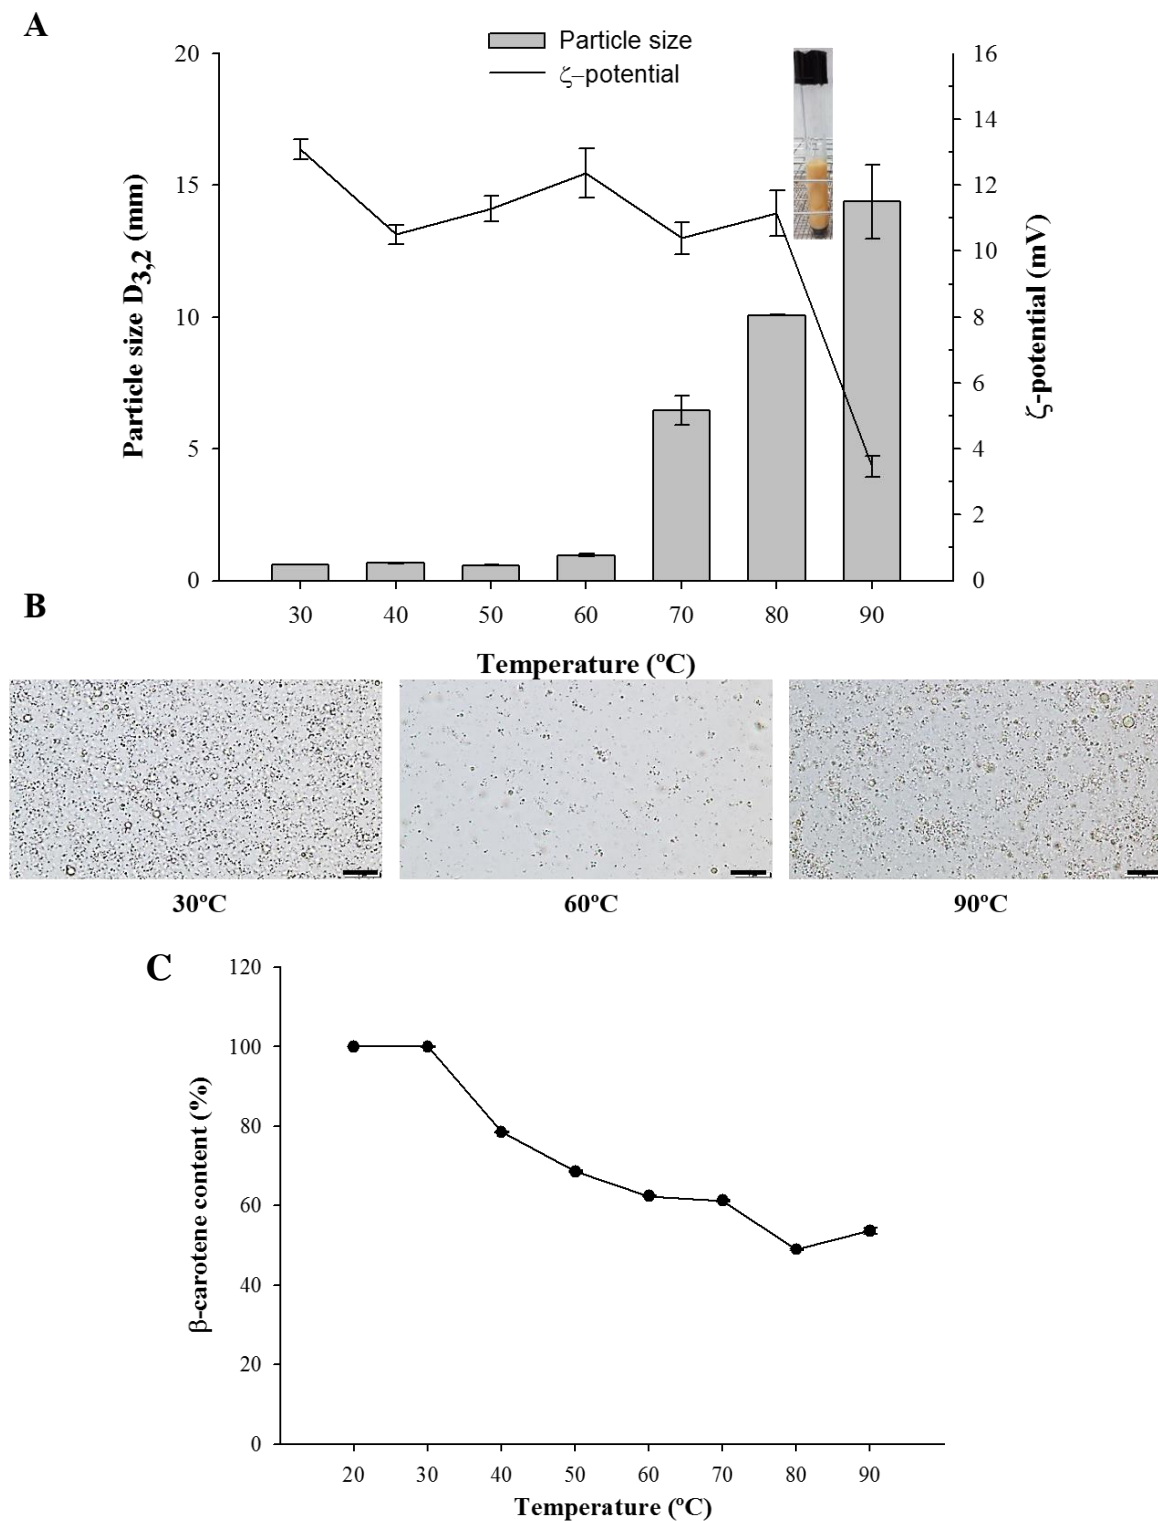 A
Particle size
ζ–potential
20
15
10
5
0
Particle size D3,2 (mm)
16
14
12
10
8
6
4
2
0
ζ-potential (mV)
30 40 50 60 70 80 90
Temperature (ºC)
B
30ºC 60ºC 90ºC
C
120
100
80
60
40
20
0
β-carotene content (%)
20 30 40 50 60 70 80 90
Temperature (ºC)